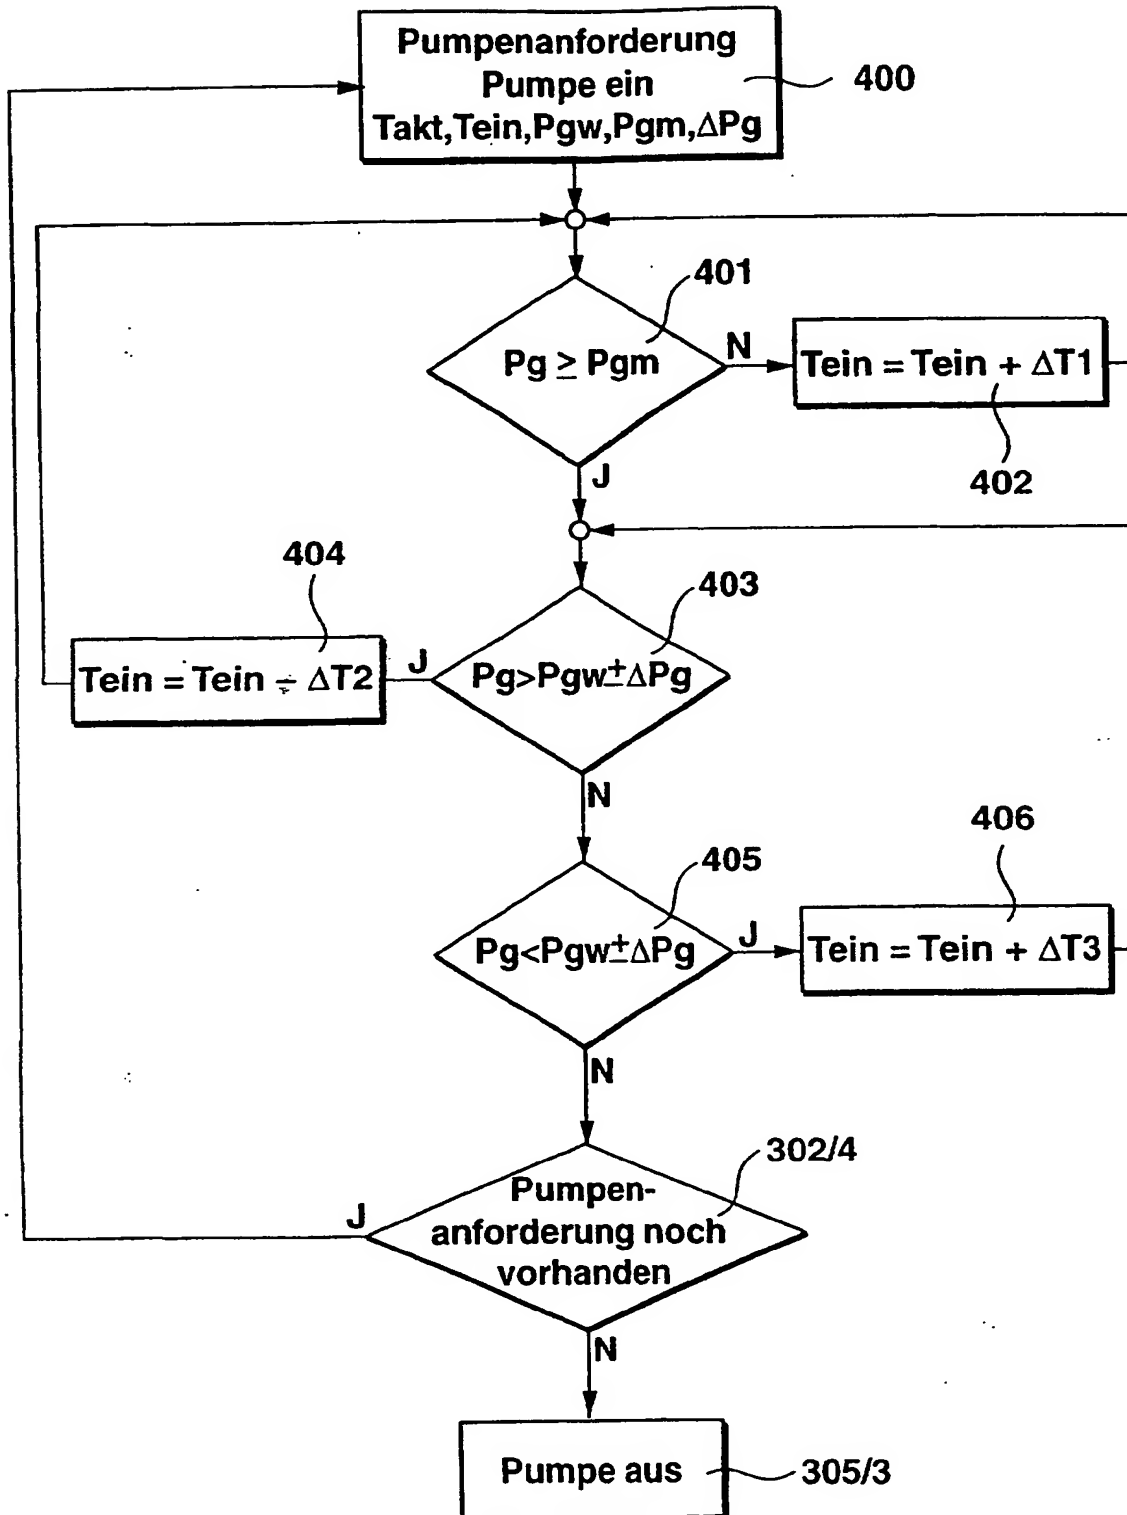 Pumpenanforderung
Pumpe ein
Takt,Tein,Pgw,Pgm,ΔPg
400
401
Pg ≥ Pgm
N
Tein = Tein + ΔT1
402
J
404
403
Tein = Tein - ΔT2
J
Pg>Pgw±ΔPg
N
406
405
Pg<Pgw±ΔPg
J
Tein = Tein + ΔT3
N
302/4
Pumpen-
anforderung noch
vorhanden
J
N
Pumpe aus
305/3